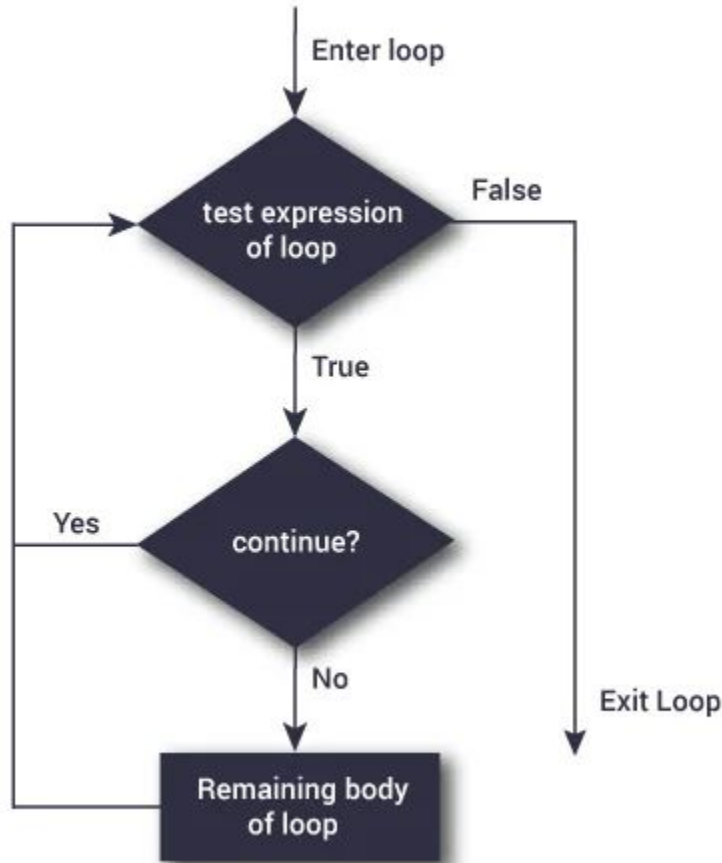 Enter loop
test expression
of loop
False
True
Yes
continue?
No
Exit Loop
Remaining body
of loop